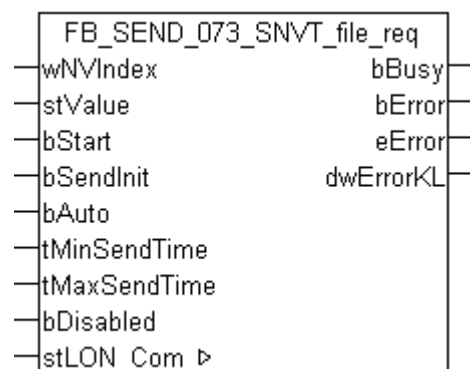 FB_SEND_073_SNVT_file_req
wNVIndex bBusy
stValue bError
bStart eError
bSendInit dwErrorKL
bAuto
tMinSendTime
tMaxSendTime
bDisabled
stLON_Com ▷